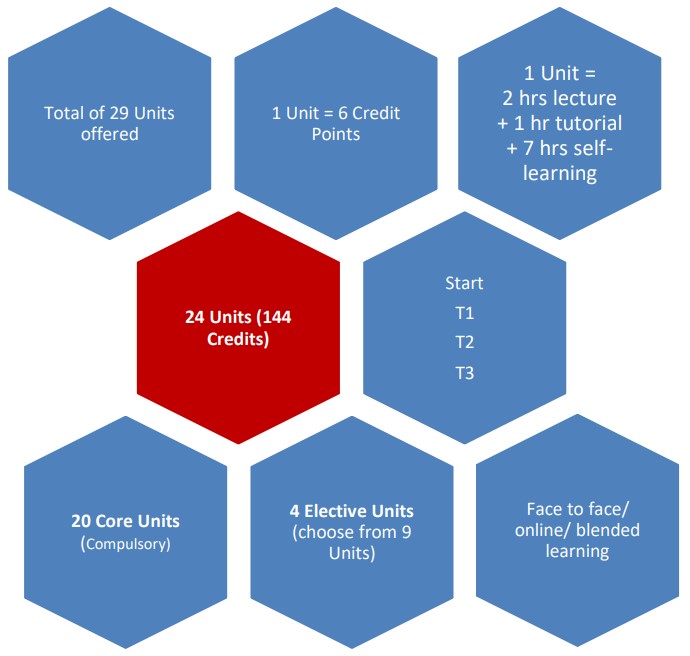 Total of 29 Units
offered
1 Unit = 6 Credit
Points
1 Unit =
2 hrs lecture
+ 1 hr tutorial
+ 7 hrs self-
learning
24 Units (144
Credits)
Start
T1
T2
T3
20 Core Units
(Compulsory)
4 Elective Units
(choose from 9
Units)
Face to face/
online/ blended
learning